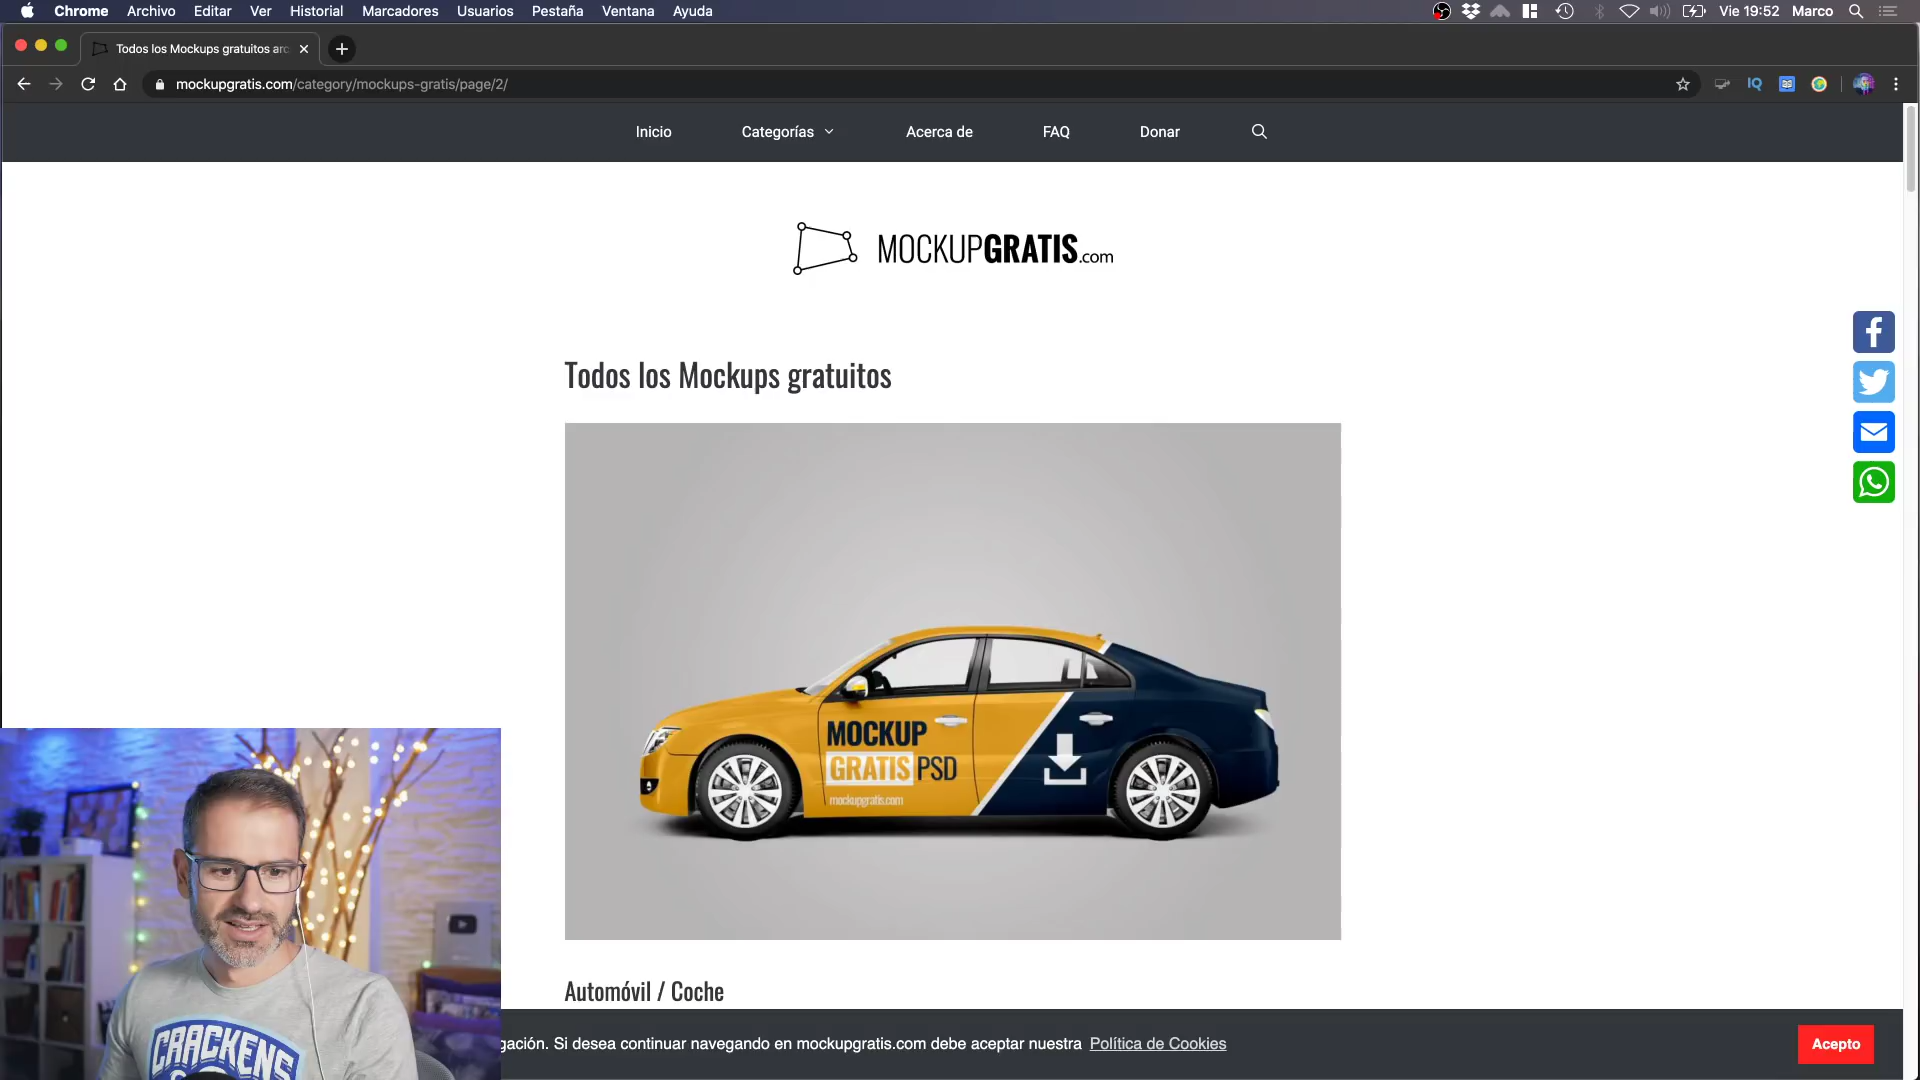 Chrome Archivo Editar Ver Historial Marcadores Usuarios Pestaña Ventana Ayuda Vie 19:52 Marco
Todos los Mockups gratuitos arc
mockupgratis.com/category/mockups-gratis/page/2/
IQ
Inicio Categorías Acerca de FAQ Donar
MOCKUPGRATIS.com
Todos los Mockups gratuitos
MOCKUP
GRATIS PSD
mockupgratis.com
Automóvil / Coche
gación. Si desea continuar navegando en mockupgratis.com debe aceptar nuestra Política de Cookies
Acepto
CRACKENS